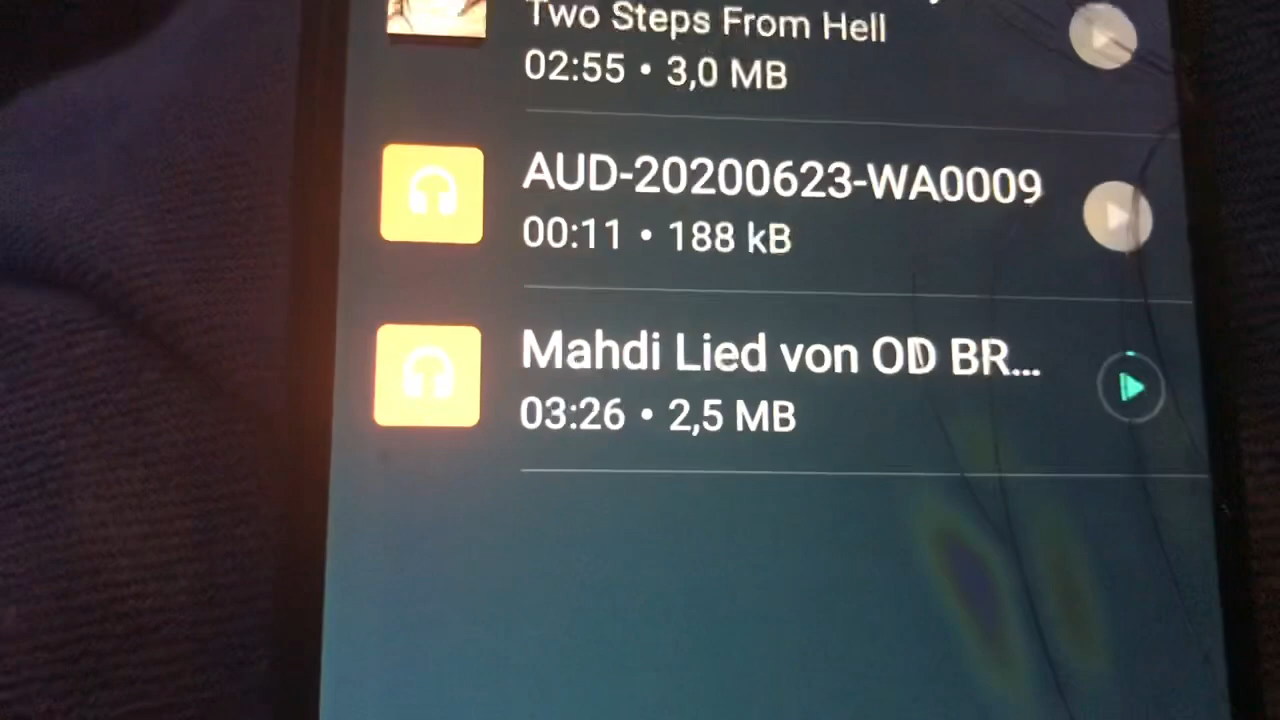 Two Steps From Hell
02:55 • 3,0 MB
AUD-20200623-WA0009
00:11 • 188 kB
Mahdi Lied von OD BR...
03:26 • 2,5 MB